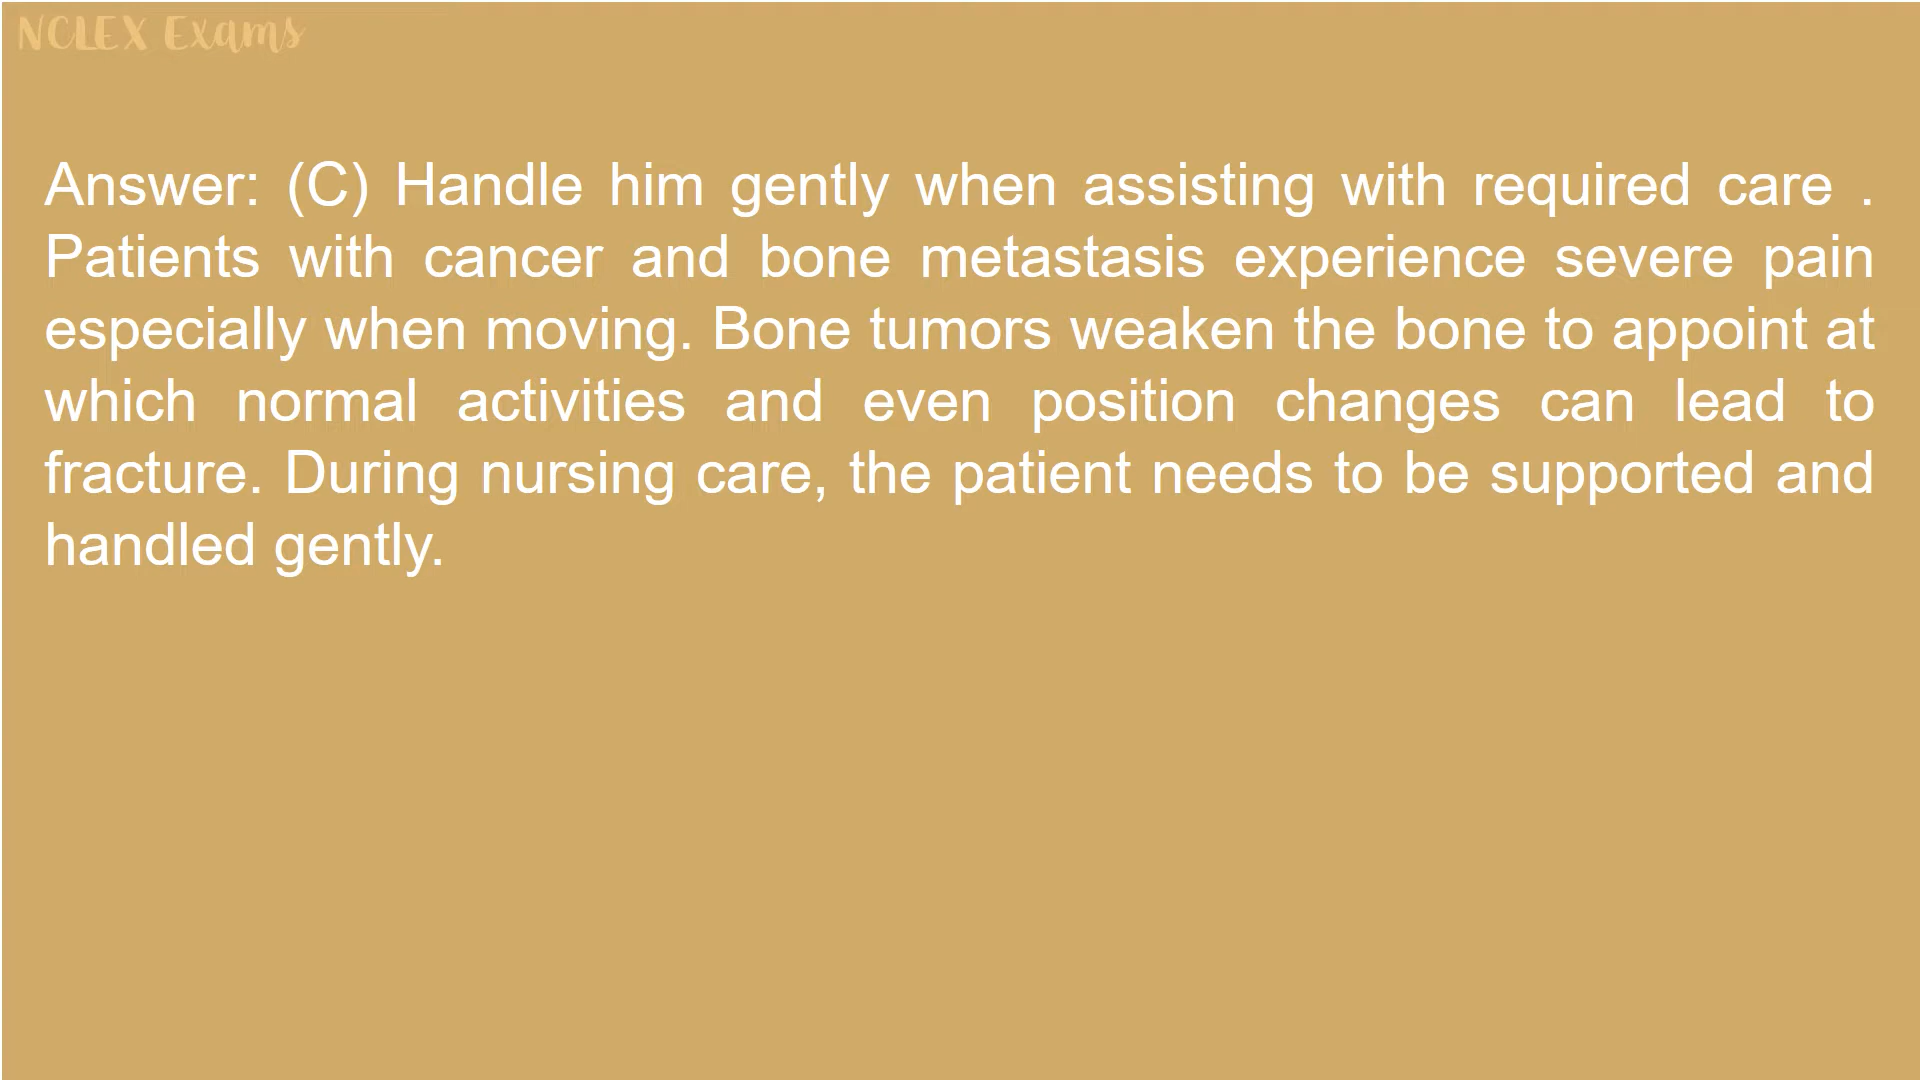 NCLEX Exams
Answer: (C) Handle him gently when assisting with required care .
Patients with cancer and bone metastasis experience severe pain
especially when moving. Bone tumors weaken the bone to appoint at
which normal activities and even position changes can lead to
fracture. During nursing care, the patient needs to be supported and
handled gently.